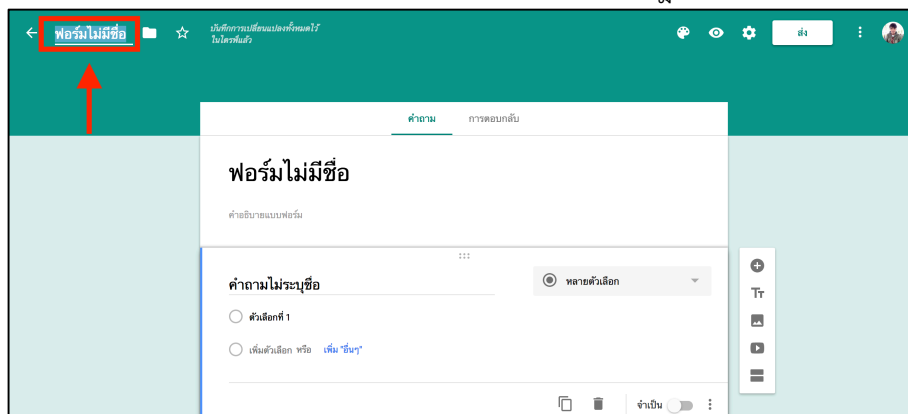 ฟอร์มไม่มีชื่อ
บันทึกการเปลี่ยนแปลงทั้งหมดไว้
ในไดรฟ์แล้ว
ส่ง
คำถาม การตอบกลับ
ฟอร์มไม่มีชื่อ
คำอธิบายแบบฟอร์ม
คำถามไม่ระบุชื่อ
หลายตัวเลือก
ตัวเลือกที่ 1
เพิ่มตัวเลือก หรือ เพิ่ม "อื่นๆ"
จำเป็น
Tт